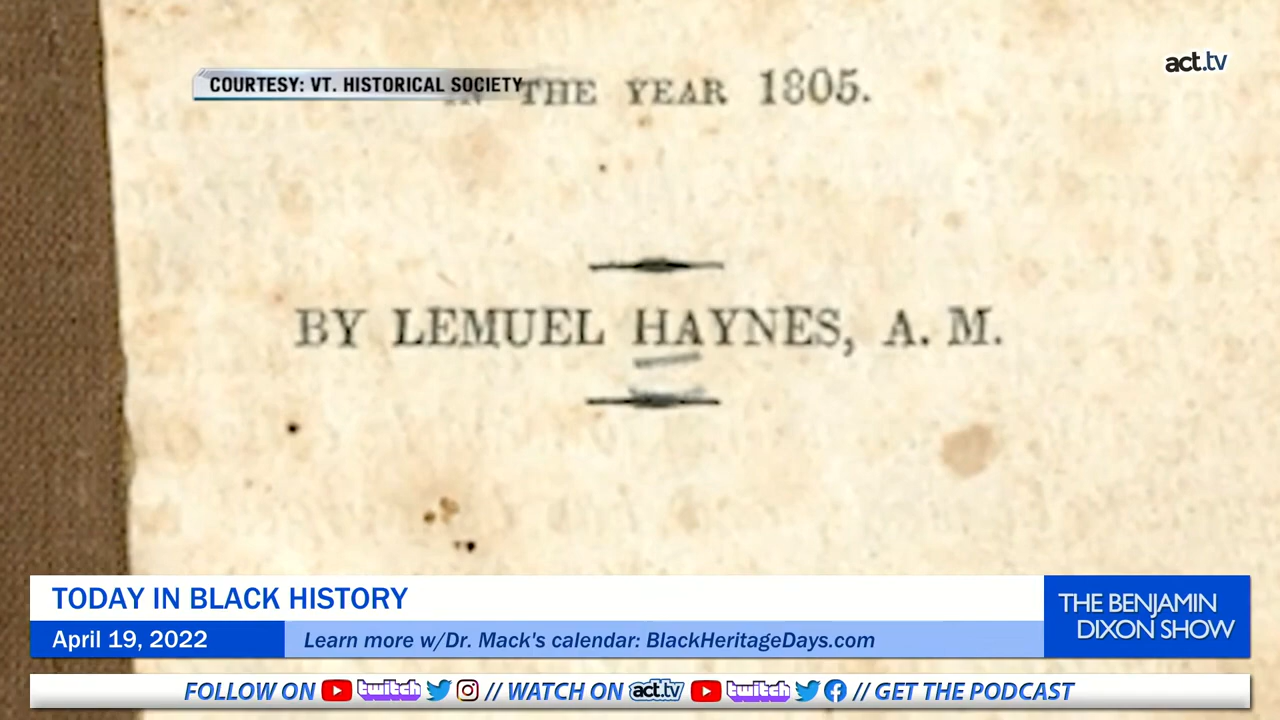 act.tv
COURTESY: VT. HISTORICAL SOCIETY
IN THE YEAR 1805.
BY LEMUEL HAYNES, A. M.
TODAY IN BLACK HISTORY
April 19, 2022
Learn more w/Dr. Mack's calendar: BlackHeritageDays.com
THE BENJAMIN
DIXON SHOW
FOLLOW ON twitch // WATCH ON act.tv twitch // GET THE PODCAST